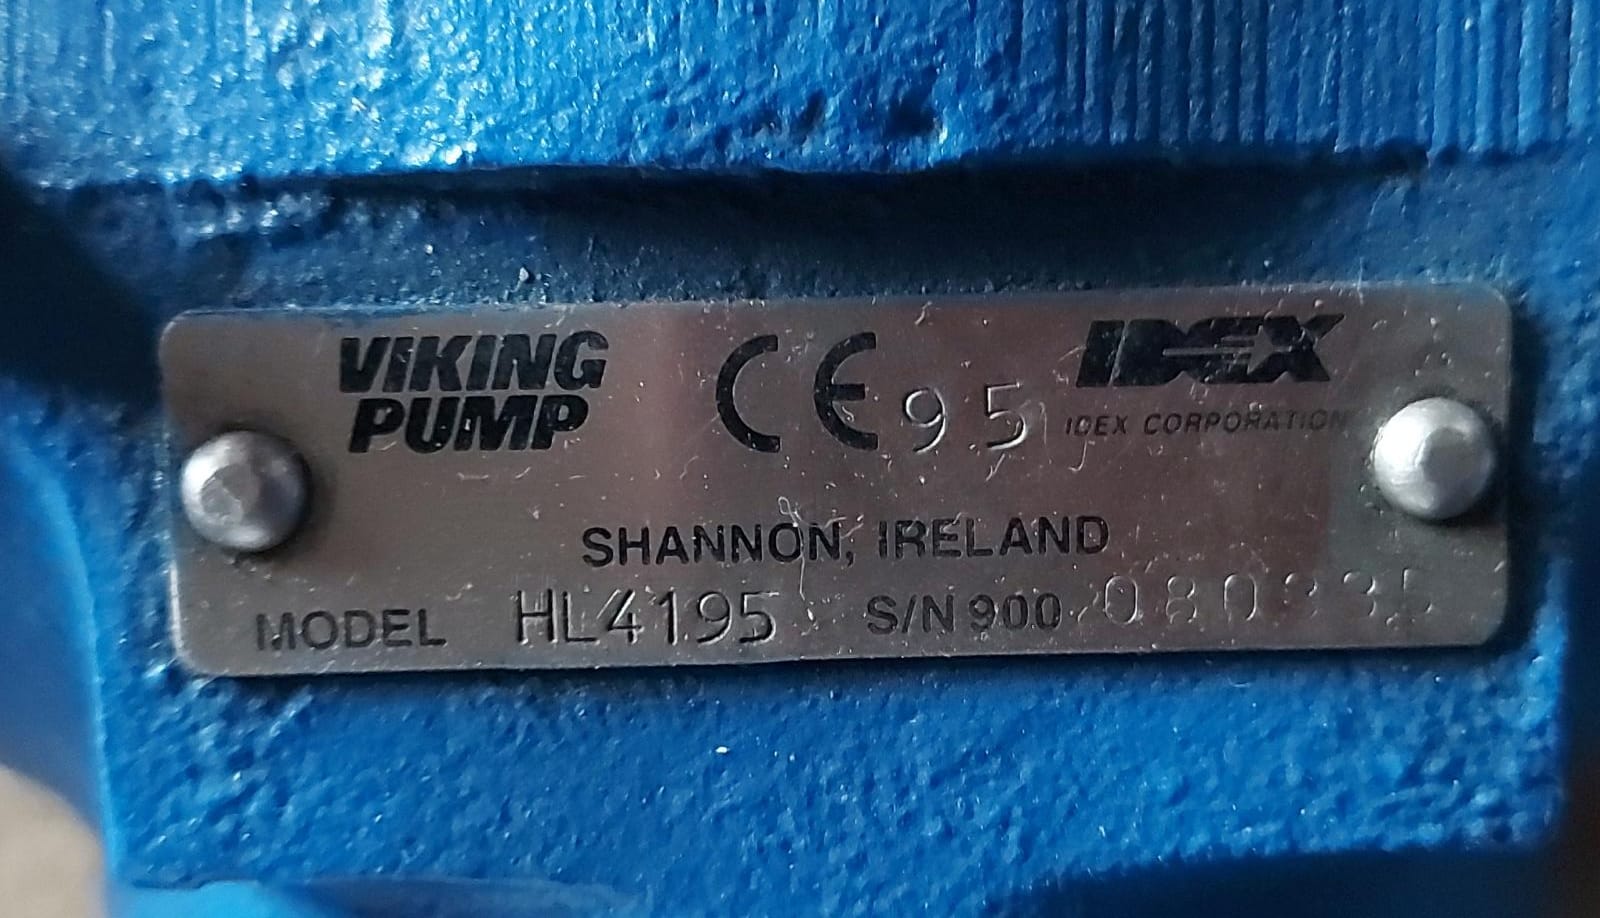 VIKING
PUMP
CE 95
IDEX
IDEX CORPORATION
SHANNON, IRELAND
MODEL HL4195 S/N 900